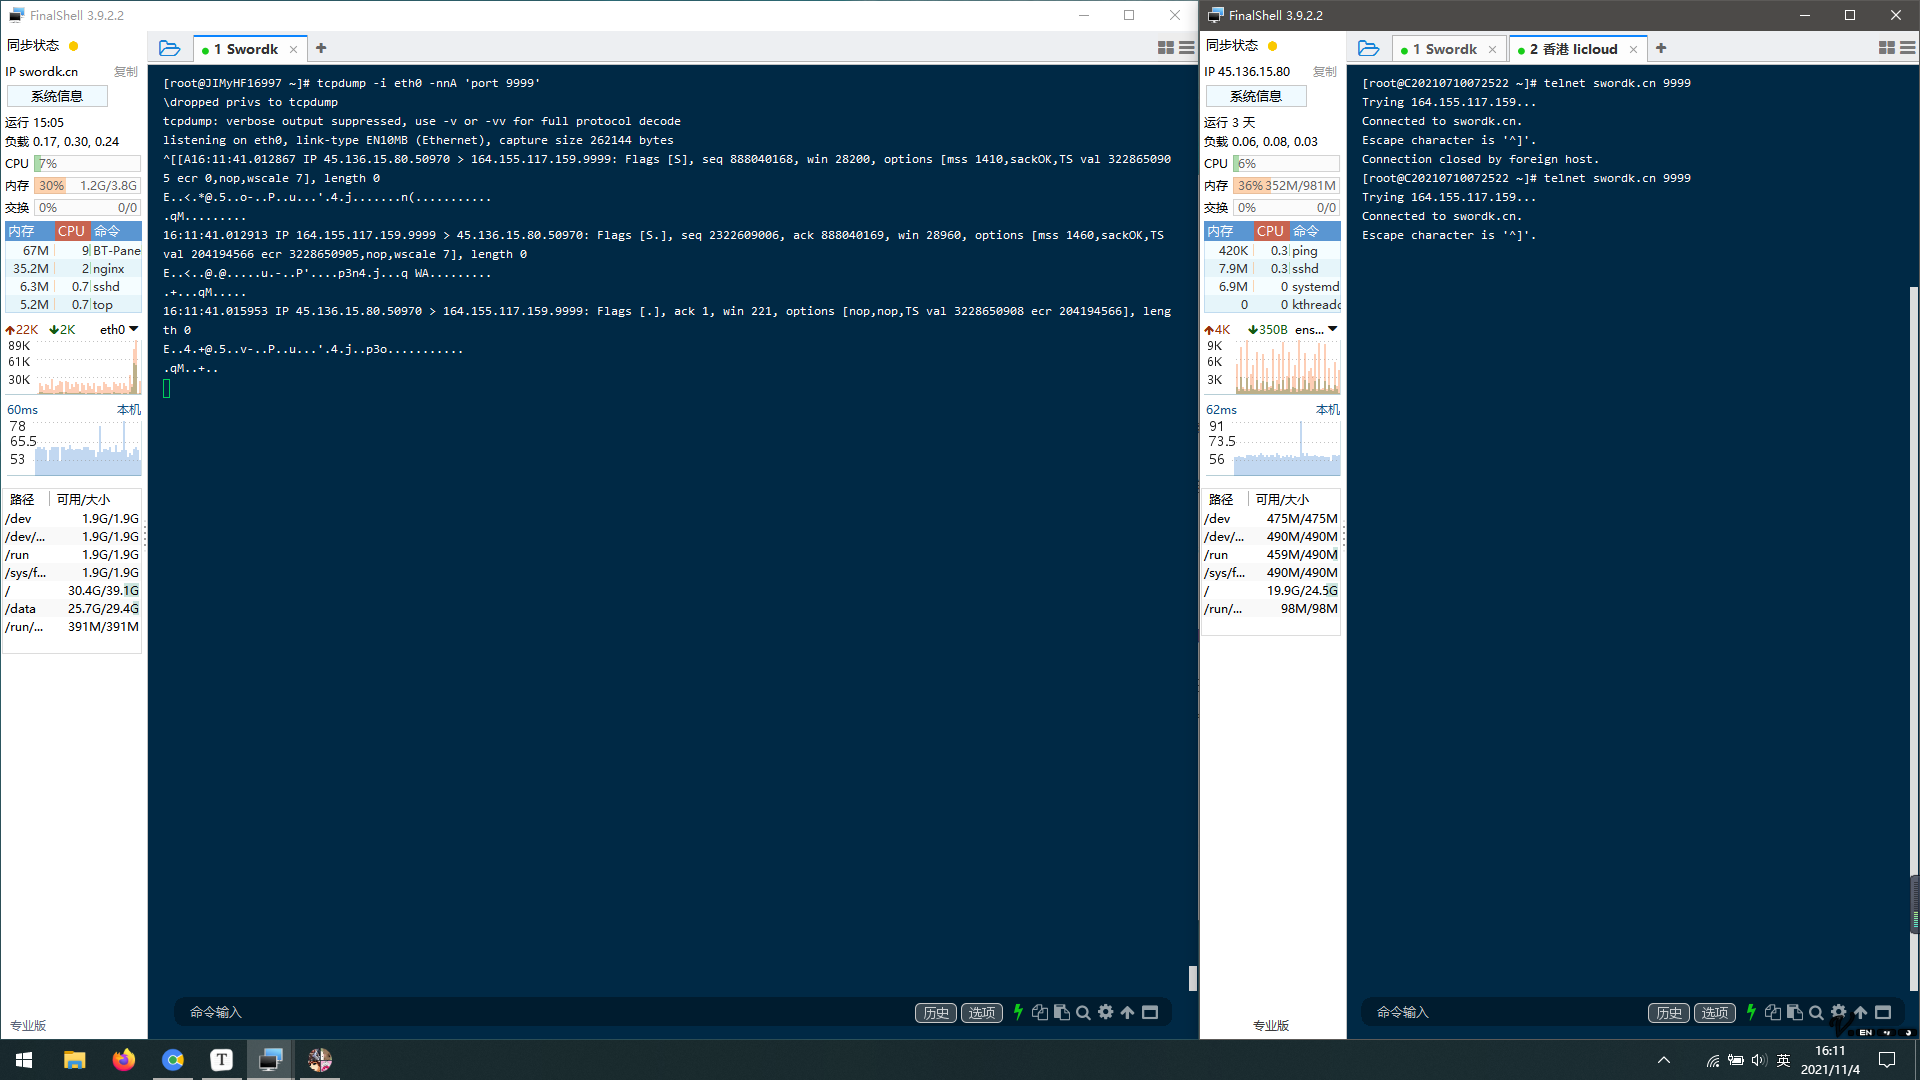 FinalShell 3.9.2.2
同步状态
1 Swordk
IP swordk.cn
复制
系统信息
运行 15:05
负载 0.17, 0.30, 0.24
CPU 7%
内存 30% 1.2G/3.8G
交换 0% 0/0
内存 CPU 命令
67M 9 BT-Pane
35.2M 2 nginx
6.3M 0.7 sshd
5.2M 0.7 top
22K 2K eth0
89K
61K
30K
60ms 本机
78
65.5
53
路径 可用/大小
/dev 1.9G/1.9G
/dev/... 1.9G/1.9G
/run 1.9G/1.9G
/sys/f... 1.9G/1.9G
/ 30.4G/39.1G
/data 25.7G/29.4G
/run/... 391M/391M
专业版
[root@JIMyHF16997 ~]# tcpdump -i eth0 -nnA 'port 9999'
\dropped privs to tcpdump
tcpdump: verbose output suppressed, use -v or -vv for full protocol decode
listening on eth0, link-type EN10MB (Ethernet), capture size 262144 bytes
^[[A16:11:41.012867 IP 45.136.15.80.50970 > 164.155.117.159.9999: Flags [S], seq 888040168, win 28200, options [mss 1410,sackOK,TS val 322865090
5 ecr 0,nop,wscale 7], length 0
E..<.*@.5..o-..P..u...'.4.j.......n(...........
.qM.........
16:11:41.012913 IP 164.155.117.159.9999 > 45.136.15.80.50970: Flags [S.], seq 2322609006, ack 888040169, win 28960, options [mss 1460,sackOK,TS
val 204194566 ecr 3228650905,nop,wscale 7], length 0
E..<..@.@.....u.-..P'....p3n4.j...q WA.........
.+...qM.....
16:11:41.015953 IP 45.136.15.80.50970 > 164.155.117.159.9999: Flags [.], ack 1, win 221, options [nop,nop,TS val 3228650908 ecr 204194566], leng
th 0
E..4.+@.5..v-..P..u...'.4.j..p3o...........
.qM..+..
命令输入
历史 选项
FinalShell 3.9.2.2
同步状态
1 Swordk
2 香港 licloud
IP 45.136.15.80
复制
系统信息
运行 3 天
负载 0.06, 0.08, 0.03
CPU 6%
内存 36% 352M/981M
交换 0% 0/0
内存 CPU 命令
420K 0.3 ping
7.9M 0.3 sshd
6.9M 0 systemd
0 0 kthreadd
4K 350B ens...
9K
6K
3K
62ms 本机
91
73.5
56
路径 可用/大小
/dev 475M/475M
/dev/... 490M/490M
/run 459M/490M
/sys/f... 490M/490M
/ 19.9G/24.5G
/run/... 98M/98M
专业版
[root@C20210710072522 ~]# telnet swordk.cn 9999
Trying 164.155.117.159...
Connected to swordk.cn.
Escape character is '^]'.
Connection closed by foreign host.
[root@C20210710072522 ~]# telnet swordk.cn 9999
Trying 164.155.117.159...
Connected to swordk.cn.
Escape character is '^]'.
命令输入
历史 选项
EN
T
英
16:11
2021/11/4